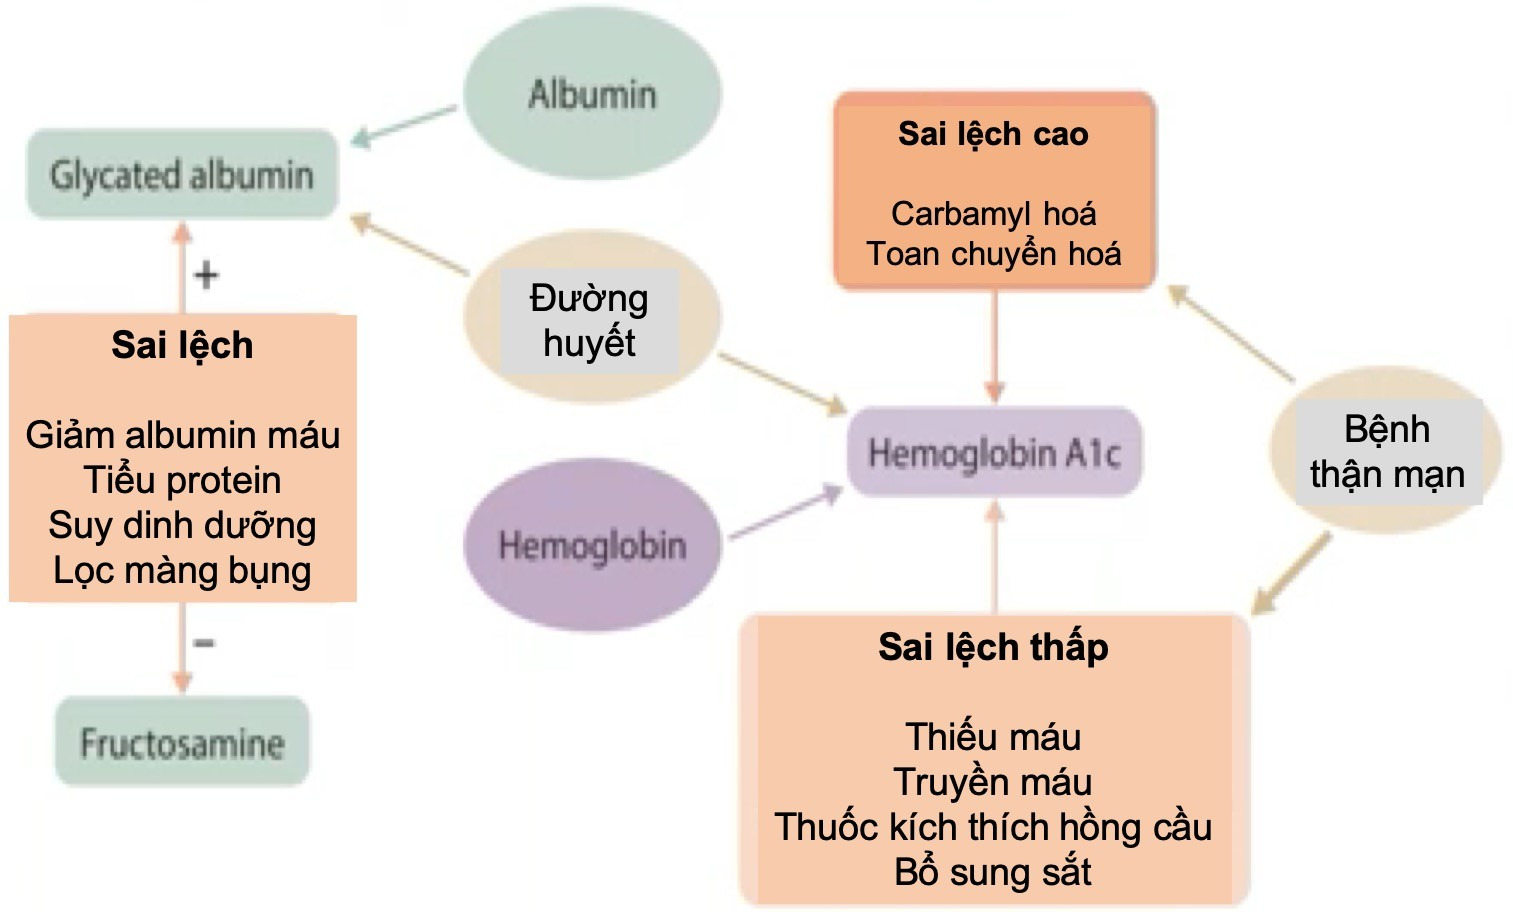 Albumin
Glycated albumin
+
Sai lệch
Giảm albumin máu
Tiểu protein
Suy dinh dưỡng
Lọc màng bụng
–
Fructosamine
Đường
huyết
Hemoglobin
Sai lệch cao
Carbamyl hoá
Toan chuyển hoá
Hemoglobin A1c
Bệnh
thận mạn
Sai lệch thấp
Thiếu máu
Truyền máu
Thuốc kích thích hồng cầu
Bổ sung sắt